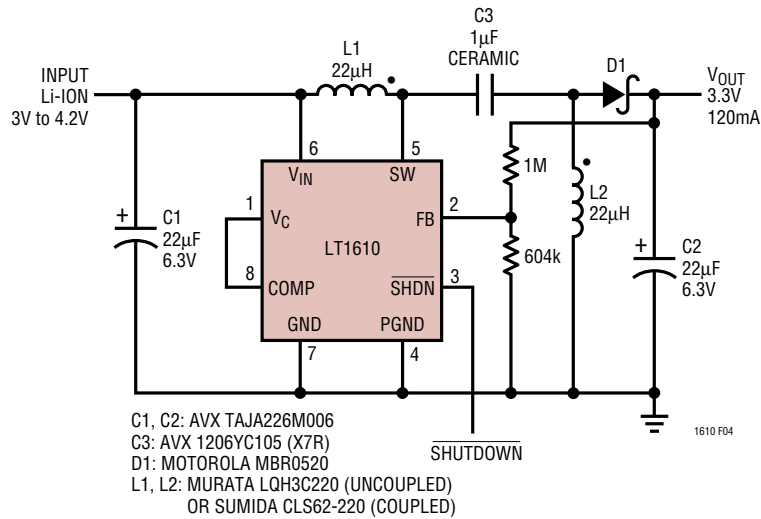 C3
1µF
CERAMIC
L1
22µH
D1
INPUT
Li-ION
3V to 4.2V
VOUT
3.3V
120mA
6
5
VIN
SW
1M
L2
22µH
1
VC
2
FB
C1
22µF
6.3V
LT1610
604k
C2
22µF
6.3V
8
COMP
3
SHDN
GND
PGND
7
4
C1, C2: AVX TAJA226M006
C3: AVX 1206YC105 (X7R)
D1: MOTOROLA MBR0520
L1, L2: MURATA LQH3C220 (UNCOUPLED)
OR SUMIDA CLS62-220 (COUPLED)
SHUTDOWN
1610 F04